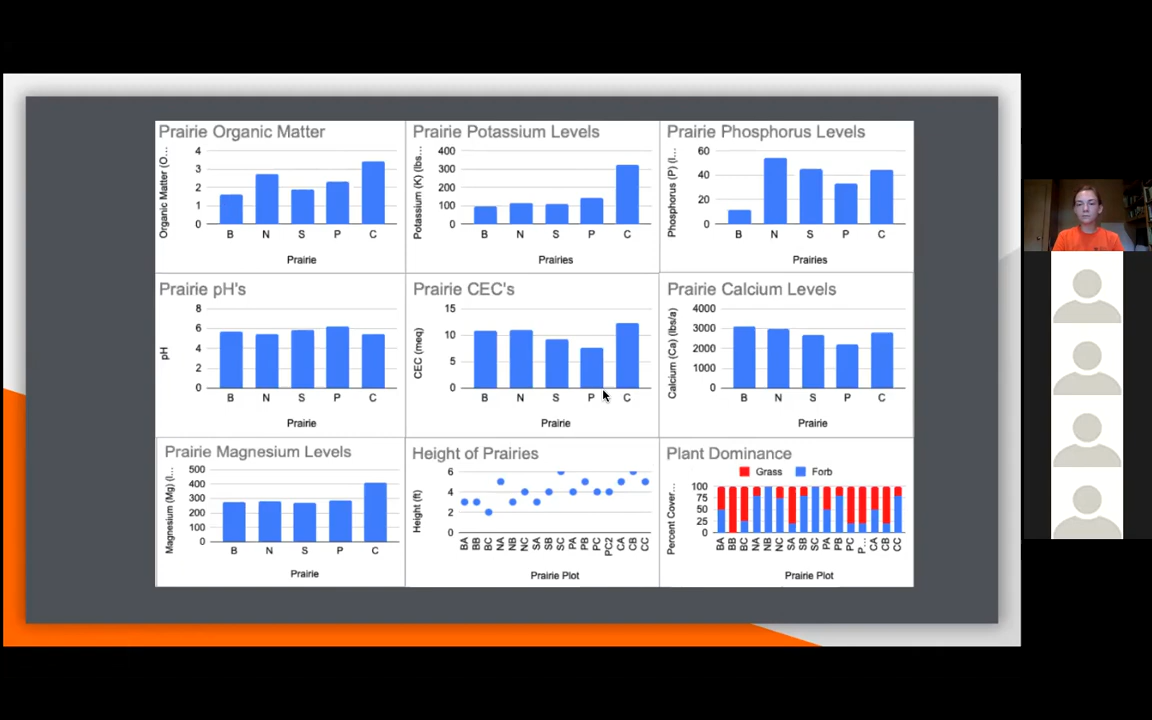 Prairie Organic Matter
Organic Matter (O...
4
3
2
1
0
B N S P C
Prairie
Prairie Potassium Levels
Potassium (K) (lbs...
400
300
200
100
0
B N S P C
Prairies
Prairie Phosphorus Levels
Phosphorus (P) (l...
60
40
20
0
B N S P C
Prairies
Prairie pH's
pH
8
6
4
2
0
B N S P C
Prairie
Prairie CEC's
CEC (meq)
15
10
5
0
B N S P C
Prairie
Prairie Calcium Levels
Calcium (Ca) (lbs/a)
4000
3000
2000
1000
0
B N S P C
Prairie
Prairie Magnesium Levels
Magnesium (Mg) (l...
500
400
300
200
100
0
B N S P C
Prairie
Height of Prairies
Height (ft)
6
4
2
0
BA BB BC NA NB NC SA SB SC PA PB PC PC2 CA CB CC
Prairie Plot
Plant Dominance
Grass Forb
Percent Cover...
100
75
50
25
0
BA BB BC NA NB NC SA SB SC PA PB PC P... CA CB CC
Prairie Plot